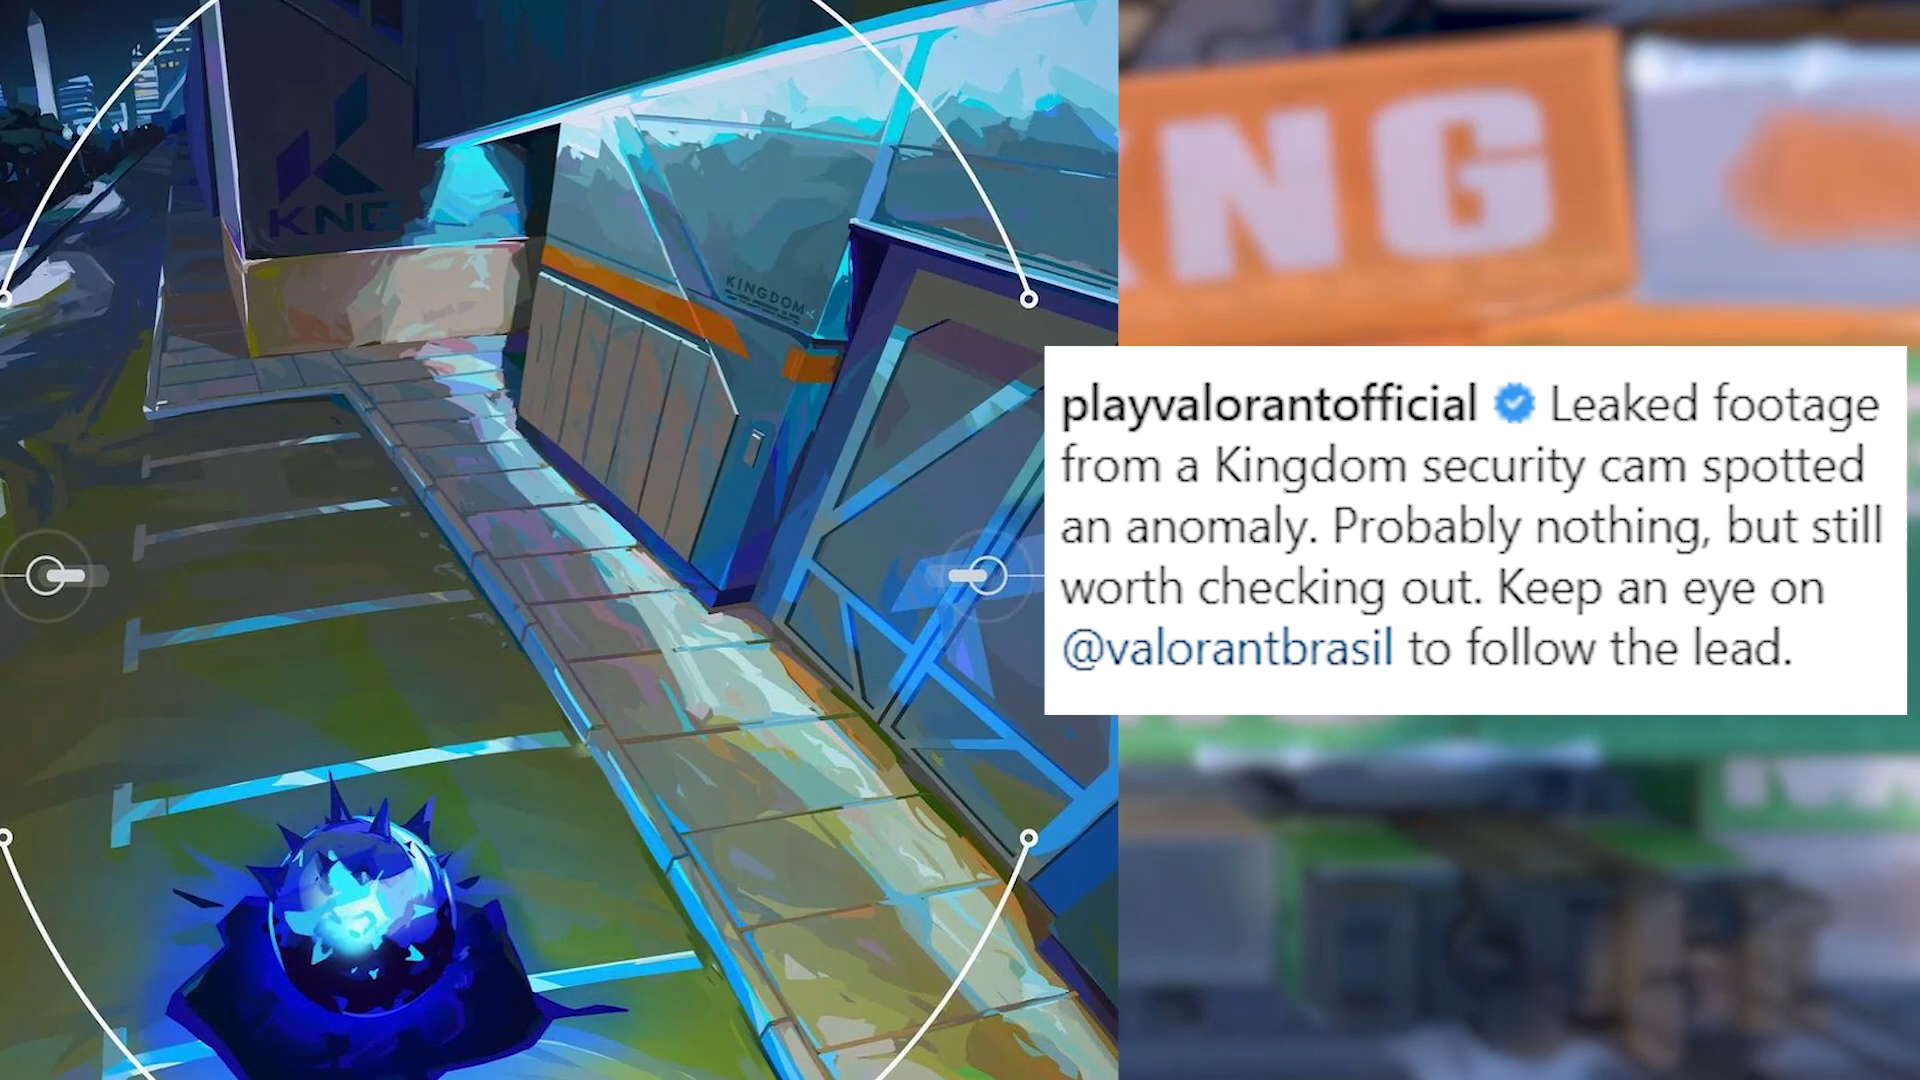 KNG
KINGDOM
NG
playvalorantofficial Leaked footage
from a Kingdom security cam spotted
an anomaly. Probably nothing, but still
worth checking out. Keep an eye on
@valorantbrasil to follow the lead.